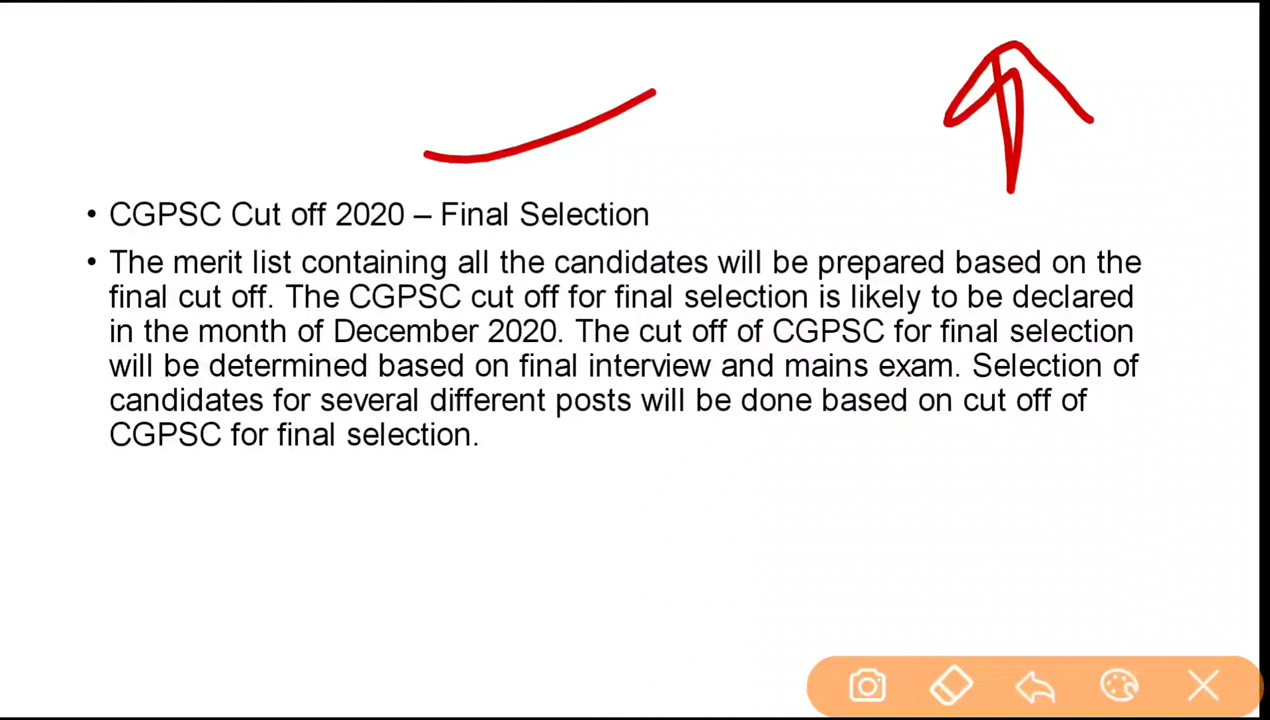 • CGPSC Cut off 2020 – Final Selection
• The merit list containing all the candidates will be prepared based on the
final cut off. The CGPSC cut off for final selection is likely to be declared
in the month of December 2020. The cut off of CGPSC for final selection
will be determined based on final interview and mains exam. Selection of
candidates for several different posts will be done based on cut off of
CGPSC for final selection.